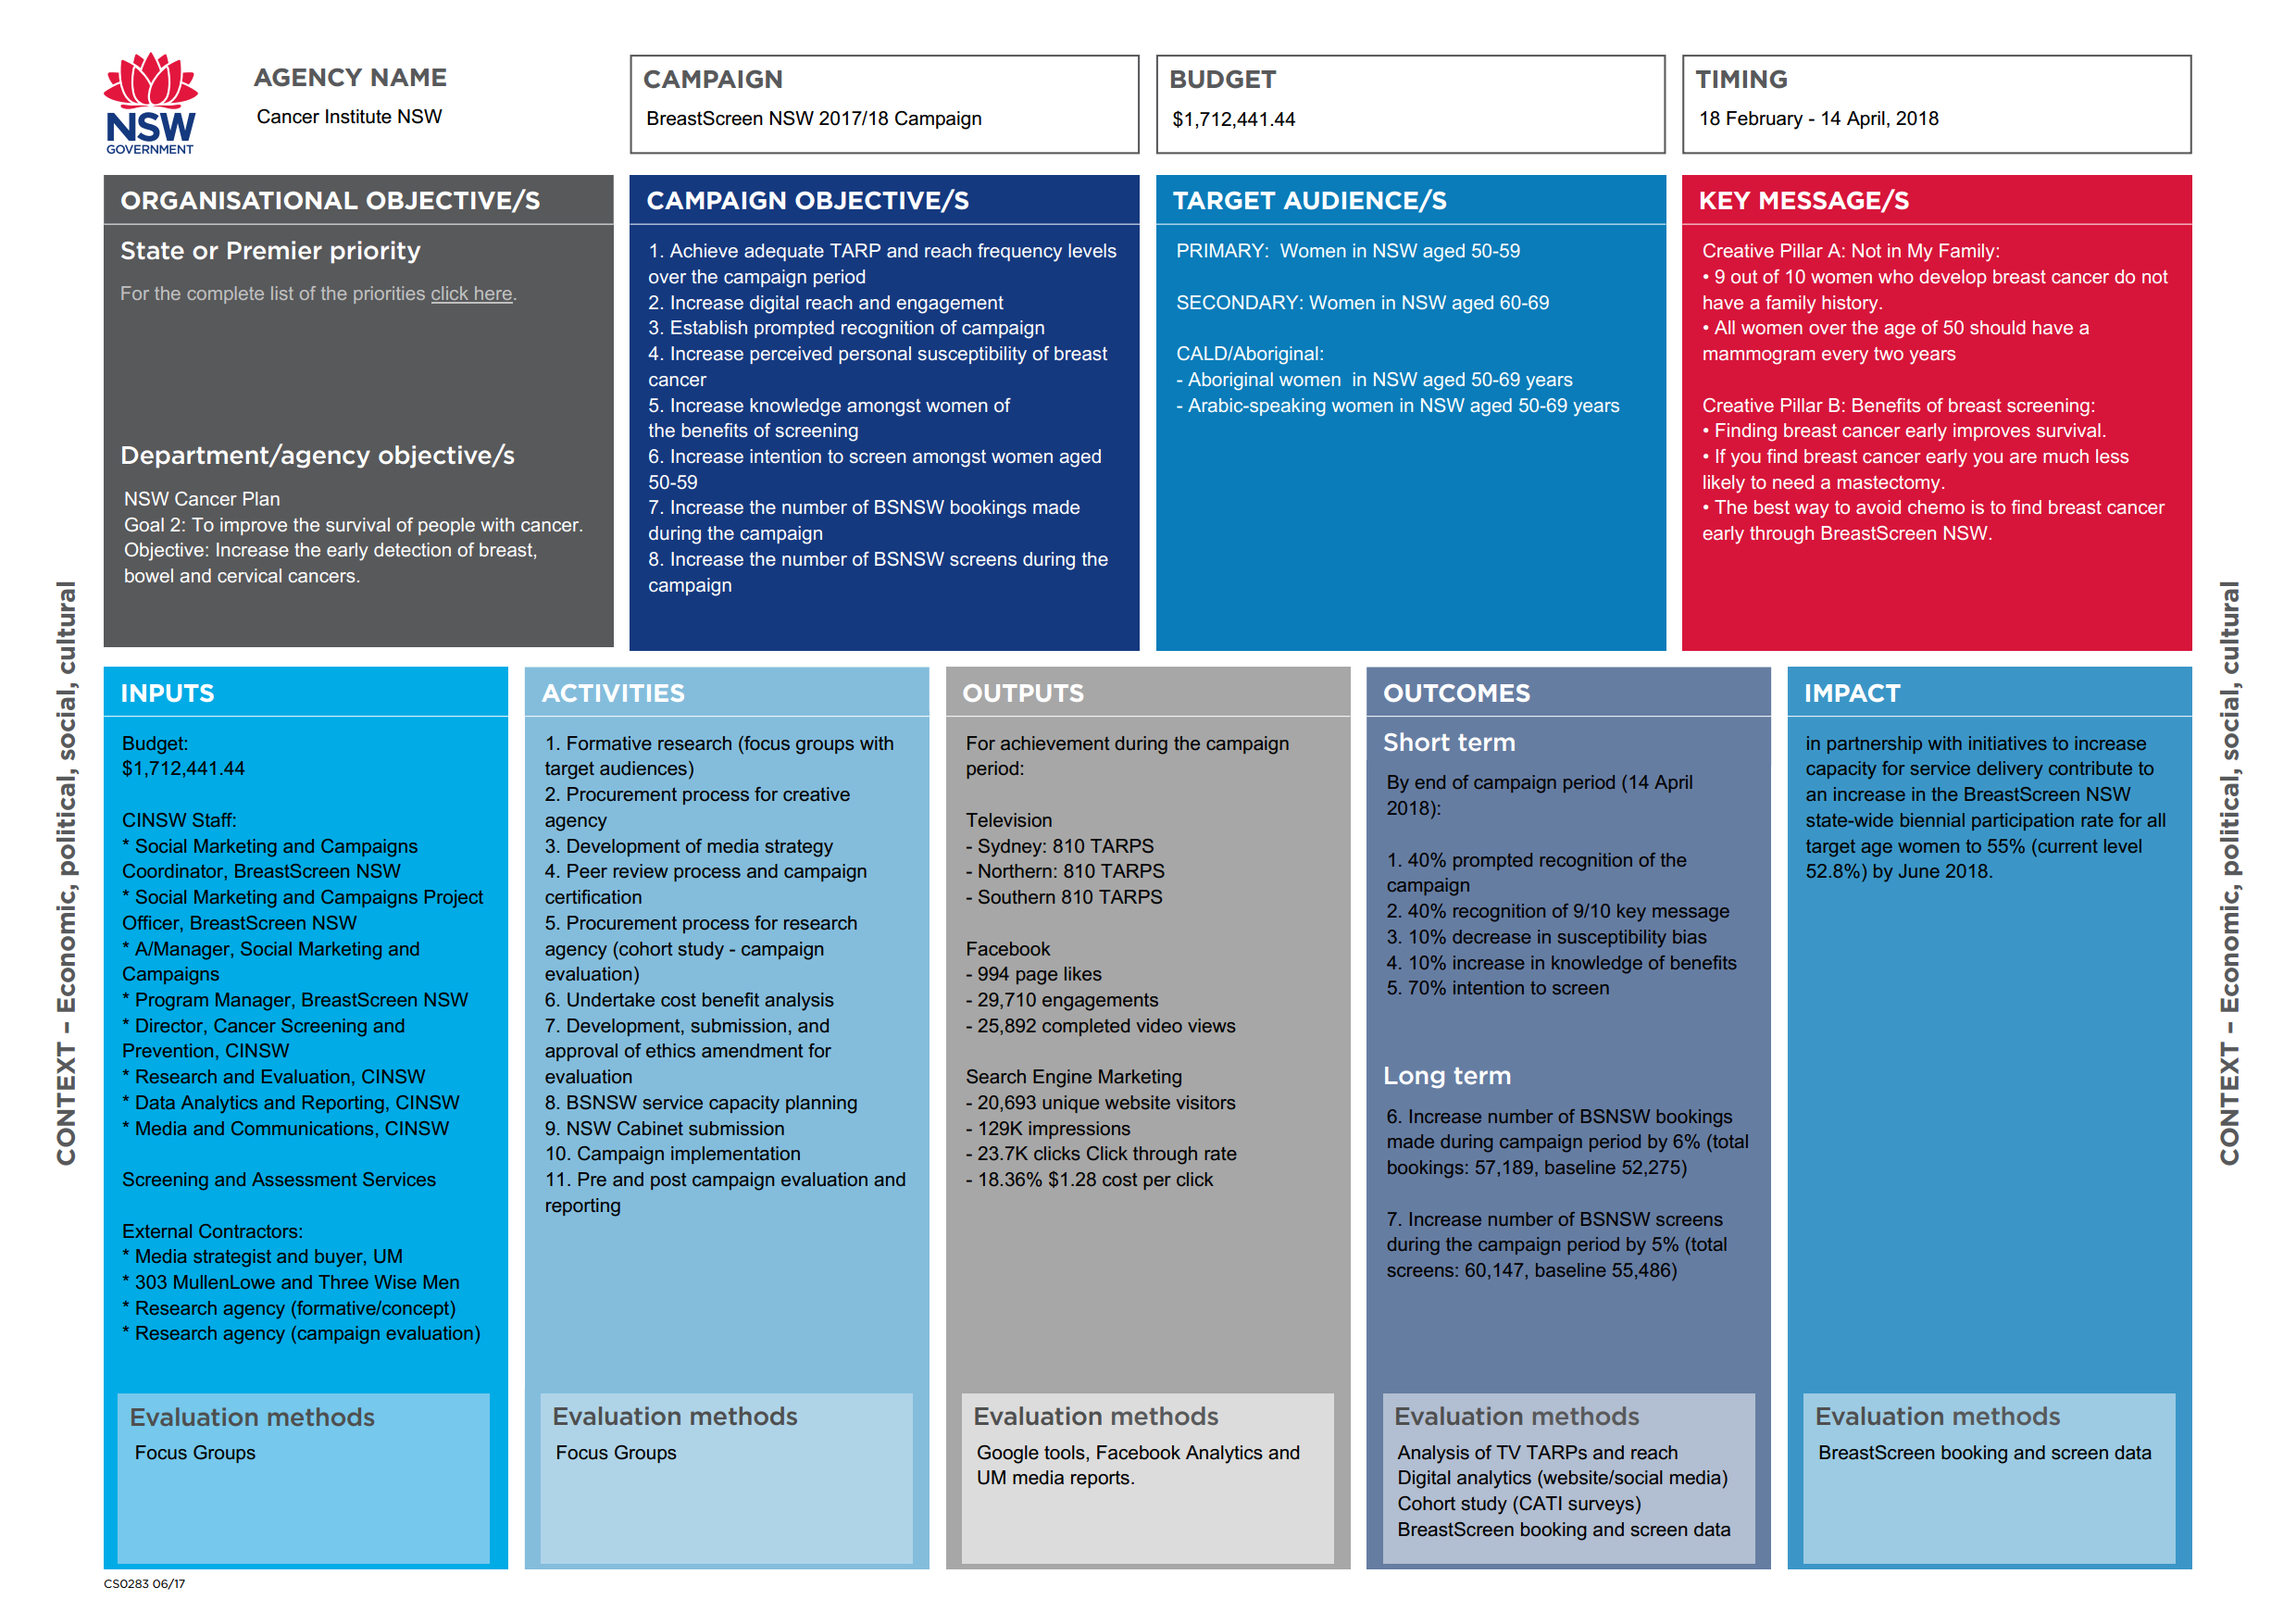 NSW
GOVERNMENT
AGENCY NAME
Cancer Institute NSW
CAMPAIGN
BreastScreen NSW 2017/18 Campaign
BUDGET
$1,712,441.44
TIMING
18 February - 14 April, 2018
ORGANISATIONAL OBJECTIVE/S
State or Premier priority
For the complete list of the priorities click here.
Department/agency objective/s
NSW Cancer Plan
Goal 2: To improve the survival of people with cancer.
Objective: Increase the early detection of breast,
bowel and cervical cancers.
CAMPAIGN OBJECTIVE/S
1. Achieve adequate TARP and reach frequency levels
over the campaign period
2. Increase digital reach and engagement
3. Establish prompted recognition of campaign
4. Increase perceived personal susceptibility of breast
cancer
5. Increase knowledge amongst women of
the benefits of screening
6. Increase intention to screen amongst women aged
50-59
7. Increase the number of BSNSW bookings made
during the campaign
8. Increase the number of BSNSW screens during the
campaign
TARGET AUDIENCE/S
PRIMARY: Women in NSW aged 50-59
SECONDARY: Women in NSW aged 60-69
CALD/Aboriginal:
- Aboriginal women in NSW aged 50-69 years
- Arabic-speaking women in NSW aged 50-69 years
KEY MESSAGE/S
Creative Pillar A: Not in My Family:
• 9 out of 10 women who develop breast cancer do not
have a family history.
• All women over the age of 50 should have a
mammogram every two years
Creative Pillar B: Benefits of breast screening:
• Finding breast cancer early improves survival.
• If you find breast cancer early you are much less
likely to need a mastectomy.
• The best way to avoid chemo is to find breast cancer
early through BreastScreen NSW.
CONTEXT – Economic, political, social, cultural
INPUTS
Budget:
$1,712,441.44
CINSW Staff:
* Social Marketing and Campaigns
Coordinator, BreastScreen NSW
* Social Marketing and Campaigns Project
Officer, BreastScreen NSW
* A/Manager, Social Marketing and
Campaigns
* Program Manager, BreastScreen NSW
* Director, Cancer Screening and
Prevention, CINSW
* Research and Evaluation, CINSW
* Data Analytics and Reporting, CINSW
* Media and Communications, CINSW
Screening and Assessment Services
External Contractors:
* Media strategist and buyer, UM
* 303 MullenLowe and Three Wise Men
* Research agency (formative/concept)
* Research agency (campaign evaluation)
Evaluation methods
Focus Groups
ACTIVITIES
1. Formative research (focus groups with
target audiences)
2. Procurement process for creative
agency
3. Development of media strategy
4. Peer review process and campaign
certification
5. Procurement process for research
agency (cohort study - campaign
evaluation)
6. Undertake cost benefit analysis
7. Development, submission, and
approval of ethics amendment for
evaluation
8. BSNSW service capacity planning
9. NSW Cabinet submission
10. Campaign implementation
11. Pre and post campaign evaluation and
reporting
Evaluation methods
Focus Groups
OUTPUTS
For achievement during the campaign
period:
Television
- Sydney: 810 TARPS
- Northern: 810 TARPS
- Southern 810 TARPS
Facebook
- 994 page likes
- 29,710 engagements
- 25,892 completed video views
Search Engine Marketing
- 20,693 unique website visitors
- 129K impressions
- 23.7K clicks Click through rate
- 18.36% $1.28 cost per click
Evaluation methods
Google tools, Facebook Analytics and
UM media reports.
OUTCOMES
Short term
By end of campaign period (14 April
2018):
1. 40% prompted recognition of the
campaign
2. 40% recognition of 9/10 key message
3. 10% decrease in susceptibility bias
4. 10% increase in knowledge of benefits
5. 70% intention to screen
Long term
6. Increase number of BSNSW bookings
made during campaign period by 6% (total
bookings: 57,189, baseline 52,275)
7. Increase number of BSNSW screens
during the campaign period by 5% (total
screens: 60,147, baseline 55,486)
Evaluation methods
Analysis of TV TARPs and reach
Digital analytics (website/social media)
Cohort study (CATI surveys)
BreastScreen booking and screen data
IMPACT
in partnership with initiatives to increase
capacity for service delivery contribute to
an increase in the BreastScreen NSW
state-wide biennial participation rate for all
target age women to 55% (current level
52.8%) by June 2018.
Evaluation methods
BreastScreen booking and screen data
CONTEXT – Economic, political, social, cultural
CS0283 06/17